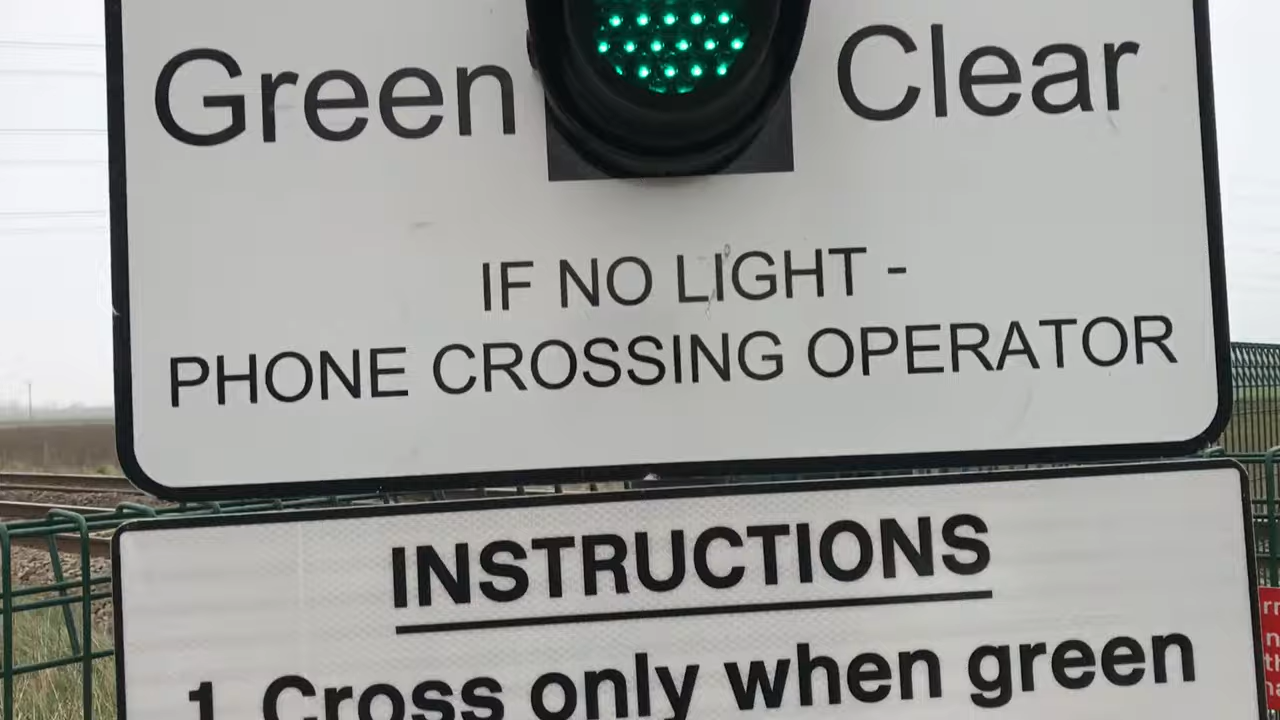 Green Clear
IF NO LIGHT -
PHONE CROSSING OPERATOR
INSTRUCTIONS
1 Cross only when green